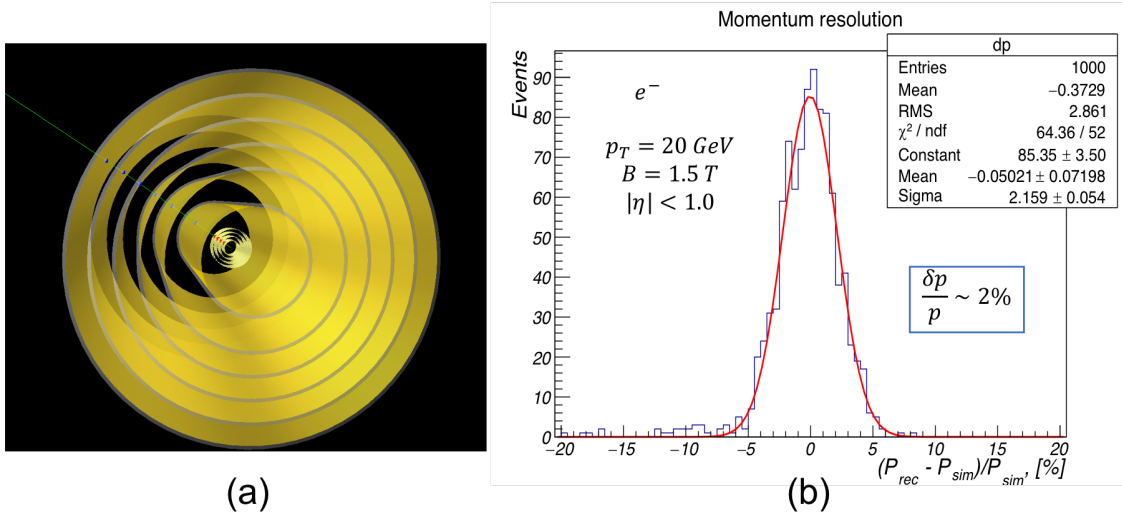 Momentum resolution
dp
Entries 1000
Mean −0.3729
RMS 2.861
χ² / ndf 64.36 / 52
Constant 85.35 ± 3.50
Mean −0.05021 ± 0.07198
Sigma 2.159 ± 0.054
Events
e⁻
p_T = 20 GeV
B = 1.5 T
|η| < 1.0
δp/p ~ 2%
90
80
70
60
50
40
30
20
10
0
−20 −15 −10 −5 0 5 10 15 20
(P_rec - P_sim)/P_sim, [%]
(a) (b)